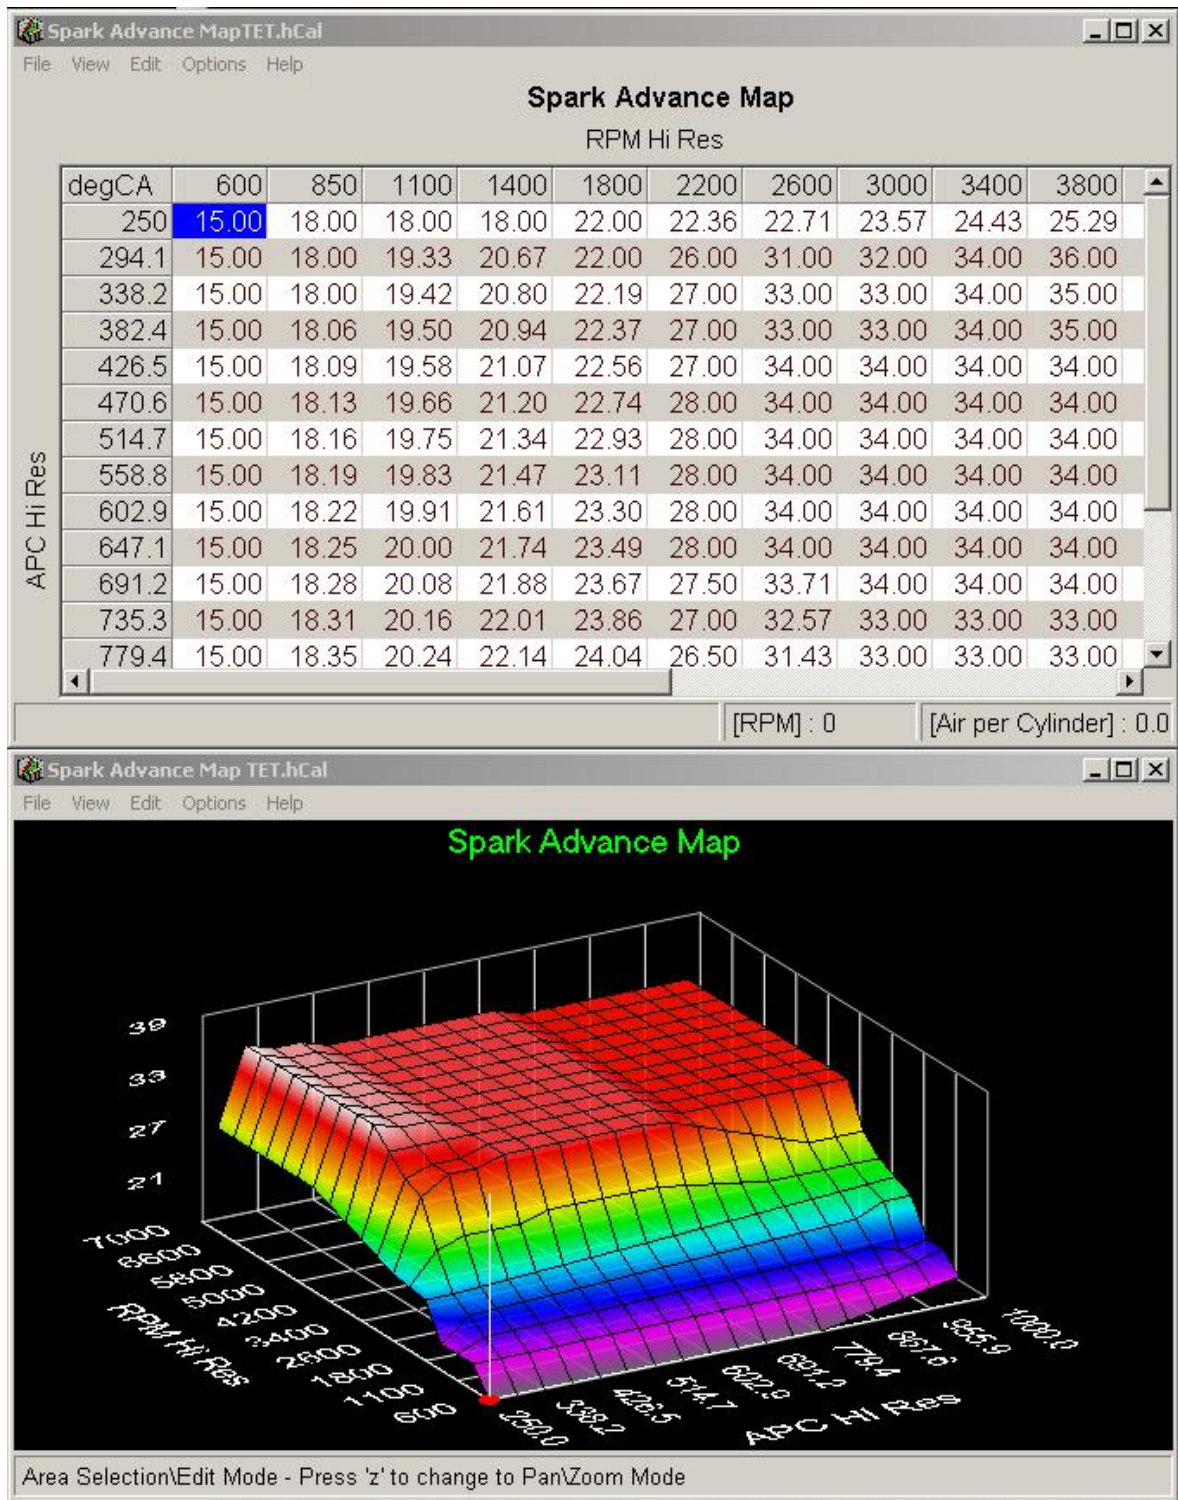 Spark Advance MapTET.hCal
File View Edit Options Help
Spark Advance Map
RPM Hi Res
degCA 600 850 1100 1400 1800 2200 2600 3000 3400 3800
250 15.00 18.00 18.00 18.00 22.00 22.36 22.71 23.57 24.43 25.29
294.1 15.00 18.00 19.33 20.67 22.00 26.00 31.00 32.00 34.00 36.00
338.2 15.00 18.00 19.42 20.80 22.19 27.00 33.00 33.00 34.00 35.00
382.4 15.00 18.06 19.50 20.94 22.37 27.00 33.00 33.00 34.00 35.00
426.5 15.00 18.09 19.58 21.07 22.56 27.00 34.00 34.00 34.00 34.00
470.6 15.00 18.13 19.66 21.20 22.74 28.00 34.00 34.00 34.00 34.00
514.7 15.00 18.16 19.75 21.34 22.93 28.00 34.00 34.00 34.00 34.00
558.8 15.00 18.19 19.83 21.47 23.11 28.00 34.00 34.00 34.00 34.00
602.9 15.00 18.22 19.91 21.61 23.30 28.00 34.00 34.00 34.00 34.00
647.1 15.00 18.25 20.00 21.74 23.49 28.00 34.00 34.00 34.00 34.00
691.2 15.00 18.28 20.08 21.88 23.67 27.50 33.71 34.00 34.00 34.00
735.3 15.00 18.31 20.16 22.01 23.86 27.00 32.57 33.00 33.00 33.00
779.4 15.00 18.35 20.24 22.14 24.04 26.50 31.43 33.00 33.00 33.00
APC Hi Res
[RPM] : 0 [Air per Cylinder] : 0.0
Spark Advance Map TET.hCal
File View Edit Options Help
Spark Advance Map
39
33
27
21
7000
6600
5800
5000
4200
3400
2600
1800
1100
600
RPM Hi Res
250.0
338.2
426.5
514.7
602.9
691.2
779.4
867.6
955.9
1000.0
APC Hi Res
Area Selection\Edit Mode - Press 'z' to change to Pan\Zoom Mode